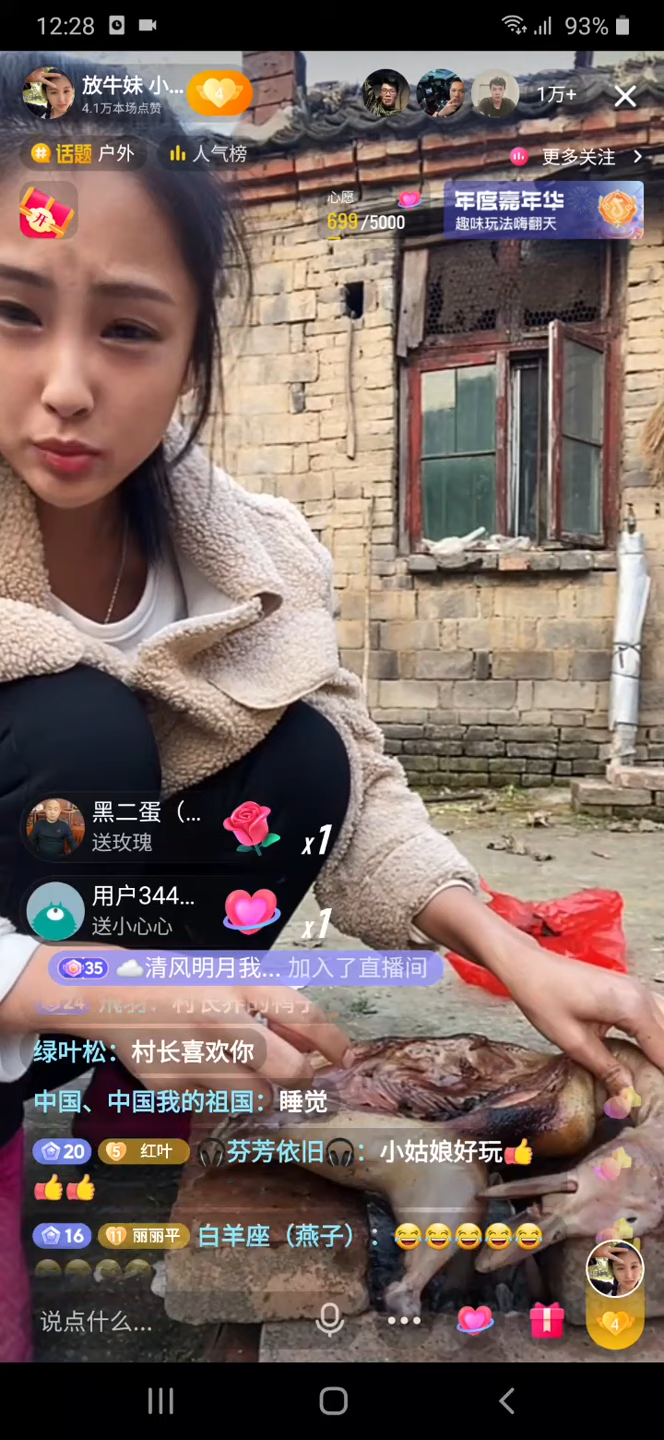 12:28
93%
放牛妹 小...
4
4.1万本场点赞
1万+
话题 户外
人气榜
更多关注
开
心愿
699/5000
年度嘉年华
趣味玩法嗨翻天
黑二蛋（...
送玫瑰
x1
用户344...
送小心心
x1
35 ☁️清风明月我... 加入了直播间
24
绿叶松：村长喜欢你
中国、中国我的祖国：睡觉
20 5 红叶 🎧芬芳依旧🎧：小姑娘好玩👍
👍👍
16 11 丽丽平 白羊座（燕子）：😂😂😂😂😂
说点什么...
4